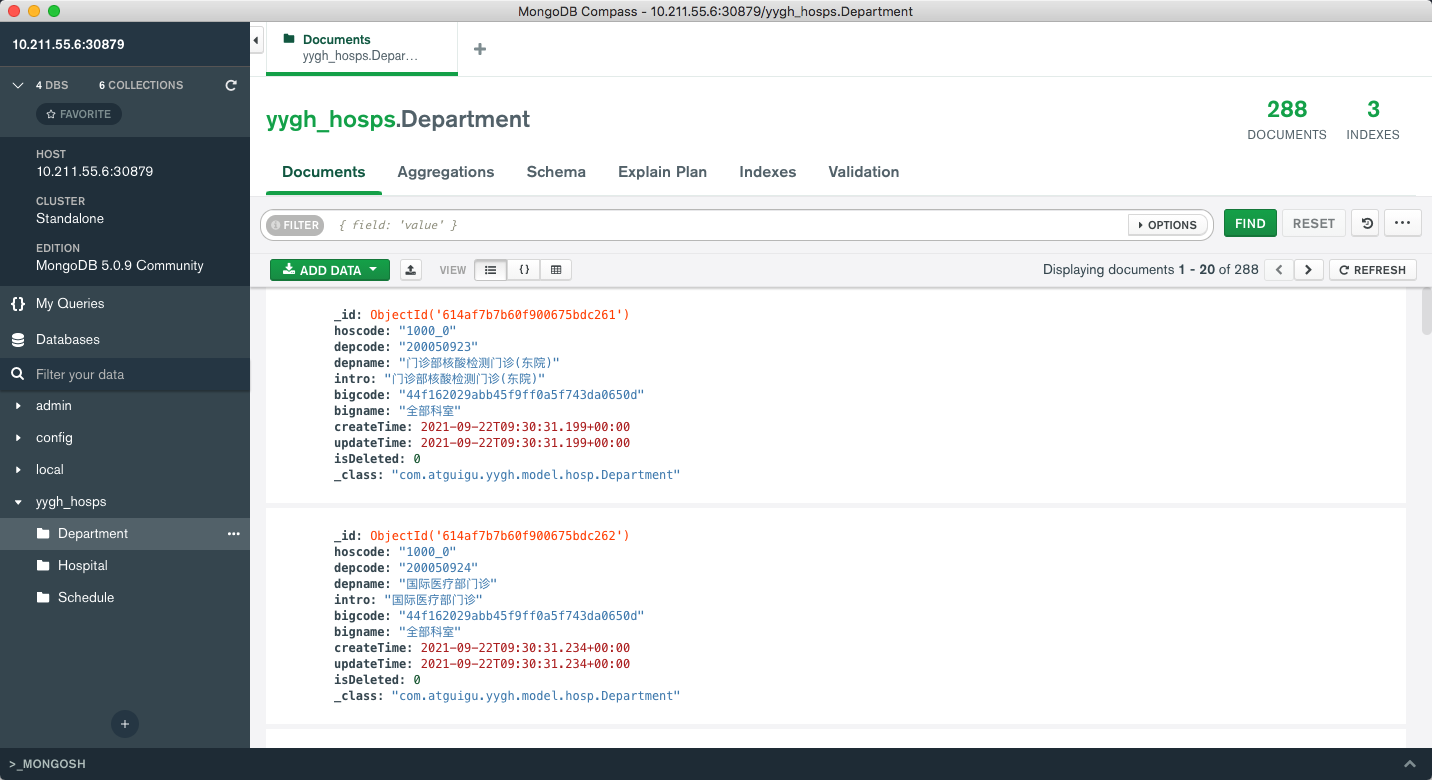 MongoDB Compass - 10.211.55.6:30879/yygh_hosps.Department
10.211.55.6:30879
4 DBS 6 COLLECTIONS
FAVORITE
HOST
10.211.55.6:30879
CLUSTER
Standalone
EDITION
MongoDB 5.0.9 Community
{} My Queries
Databases
Filter your data
admin
config
local
yygh_hosps
Department ...
Hospital
Schedule
+
Documents
yygh_hosps.Depar...
+
yygh_hosps.Department
288
DOCUMENTS
3
INDEXES
Documents Aggregations Schema Explain Plan Indexes Validation
FILTER { field: 'value' } OPTIONS FIND RESET ...
ADD DATA VIEW {} Displaying documents 1 - 20 of 288 < > REFRESH
_id: ObjectId('614af7b7b60f900675bdc261')
hoscode: "1000_0"
depcode: "200050923"
depname: "门诊部核酸检测门诊(东院)"
intro: "门诊部核酸检测门诊(东院)"
bigcode: "44f162029abb45f9ff0a5f743da0650d"
bigname: "全部科室"
createTime: 2021-09-22T09:30:31.199+00:00
updateTime: 2021-09-22T09:30:31.199+00:00
isDeleted: 0
_class: "com.atguigu.yygh.model.hosp.Department"
_id: ObjectId('614af7b7b60f900675bdc262')
hoscode: "1000_0"
depcode: "200050924"
depname: "国际医疗部门诊"
intro: "国际医疗部门诊"
bigcode: "44f162029abb45f9ff0a5f743da0650d"
bigname: "全部科室"
createTime: 2021-09-22T09:30:31.234+00:00
updateTime: 2021-09-22T09:30:31.234+00:00
isDeleted: 0
_class: "com.atguigu.yygh.model.hosp.Department"
>_MONGOSH